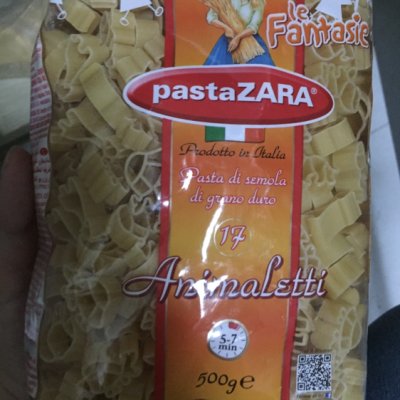 le
Fantasie
pastaZARA®
Prodotto in Italia
Pasta di semola
di grano duro
17
Animaletti
5-7
min
500g e